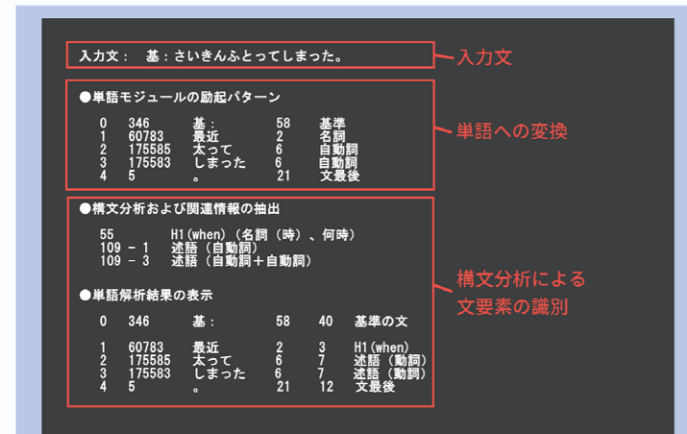 入力文： 基：さいきんふとってしまった。
入力文
●単語モジュールの励起パターン
0 346 基： 58 基準
1 60783 最近 2 名詞
2 175585 太って 6 自動詞
3 175583 しまった 6 自動詞
4 5 。 21 文最後
単語への変換
●構文分析および関連情報の抽出
55 H1(when) (名詞（時）、何時)
109 - 1 述語（自動詞）
109 - 3 述語（自動詞＋自動詞）
●単語解析結果の表示
0 346 基： 58 40 基準の文
1 60783 最近 2 3 H1(when)
2 175585 太って 6 7 述語（動詞）
3 175583 しまった 6 7 述語（動詞）
4 5 。 21 12 文最後
構文分析による
文要素の識別